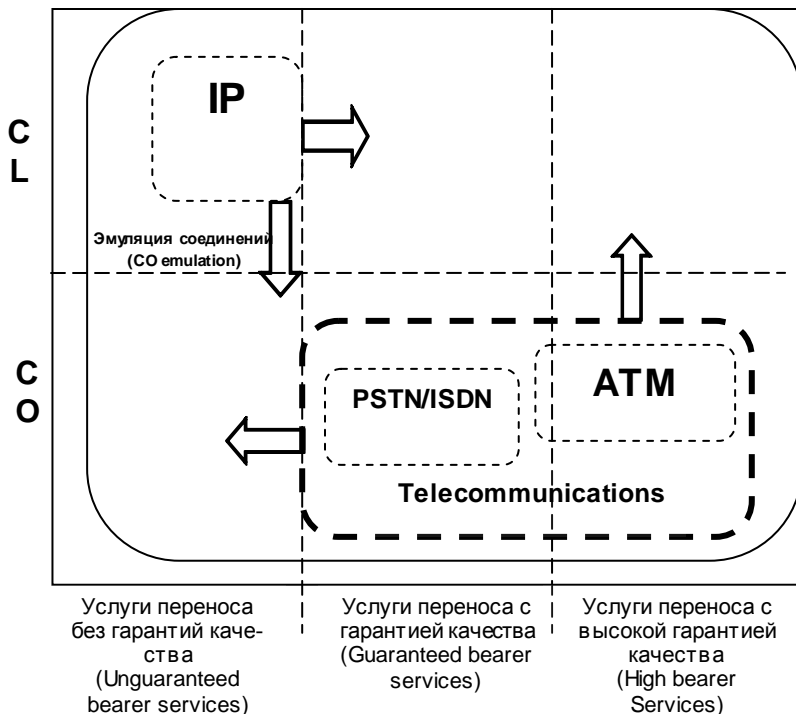 IP
C
L
Эмуляция соединений
(CO emulation)
C
O
PSTN/ISDN
ATM
Telecommunications
Услуги переноса
без гарантий каче-
ства
(Unguaranteed
bearer services)
Услуги переноса с
гарантией качества
(Guaranteed bearer
services)
Услуги переноса с
высокой гарантией
качества
(High bearer
Services)